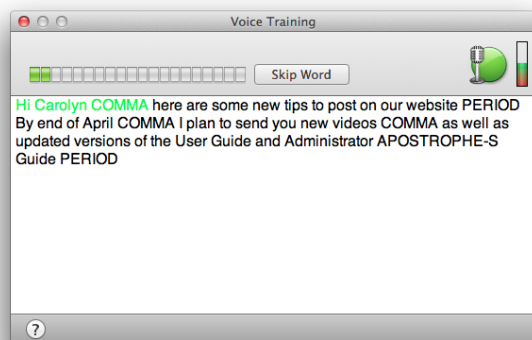 Voice Training
Skip Word
Hi Carolyn COMMA here are some new tips to post on our website PERIOD
By end of April COMMA I plan to send you new videos COMMA as well as
updated versions of the User Guide and Administrator APOSTROPHE-S
Guide PERIOD
?